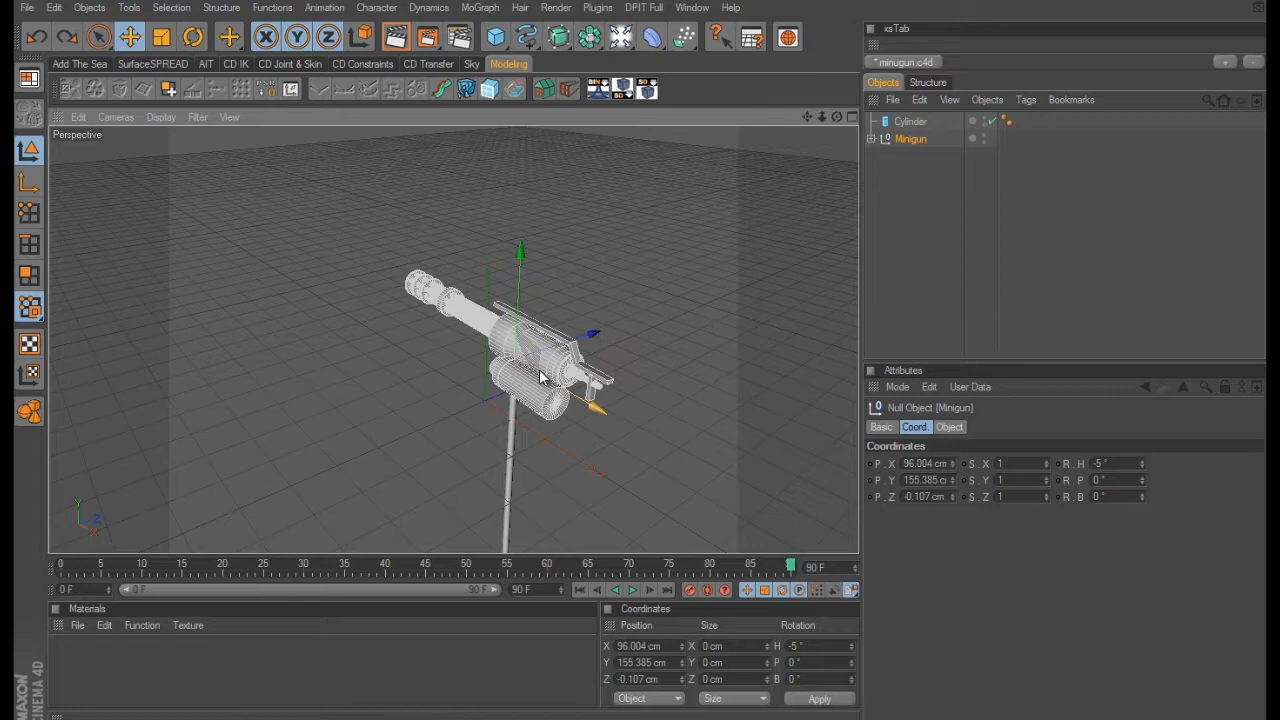 File Edit Objects Tools Selection Structure Functions Animation Character Dynamics MoGraph Hair Render Plugins DPIT Full Window Help
xsTab
* minugun.c4d
Add The Sea SurfaceSPREAD AIT CD IK CD Joint & Skin CD Constraints CD Transfer Sky Modeling
Objects Structure
File Edit View Objects Tags Bookmarks
Edit Cameras Display Filter View
Perspective
Cylinder
Minigun
Attributes
Mode Edit User Data
Null Object [Minigun]
Basic Coord. Object
Coordinates
P . X 96.004 cm S . X 1 R . H -5 °
P . Y 155.385 c S . Y 1 R . P 0 °
P . Z -0.107 cm S . Z 1 R . B 0 °
Y
Z
X
0 5 10 15 20 25 30 35 40 45 50 55 60 65 70 75 80 85 90 F
0 F 0 F 90 F 90 F
Materials
File Edit Function Texture
Coordinates
Position Size Rotation
X 96.004 cm X 0 cm H -5 °
Y 155.385 cm Y 0 cm P 0 °
Z -0.107 cm Z 0 cm B 0 °
Object Size Apply
MAXON
CINEMA 4D